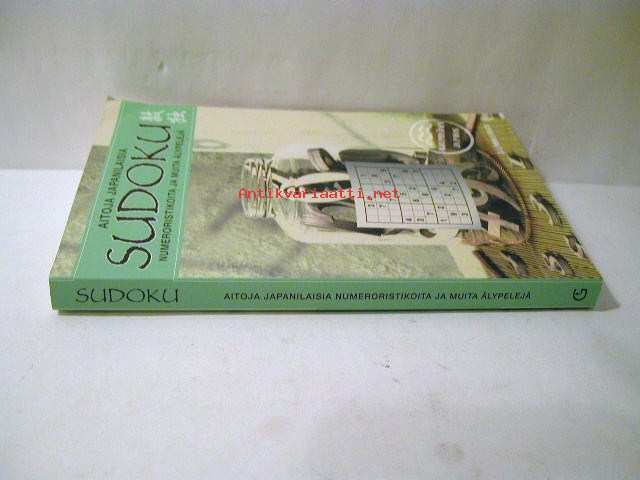 AITOJA JAPANILAISIA
SUDOKU
NUMERORISTIKOITA JA MUITA ÄLYPELEJÄ
Antikvariaatti.net
SUDOKU AITOJA JAPANILAISIA NUMERORISTIKOITA JA MUITA ÄLYPELEJÄ G